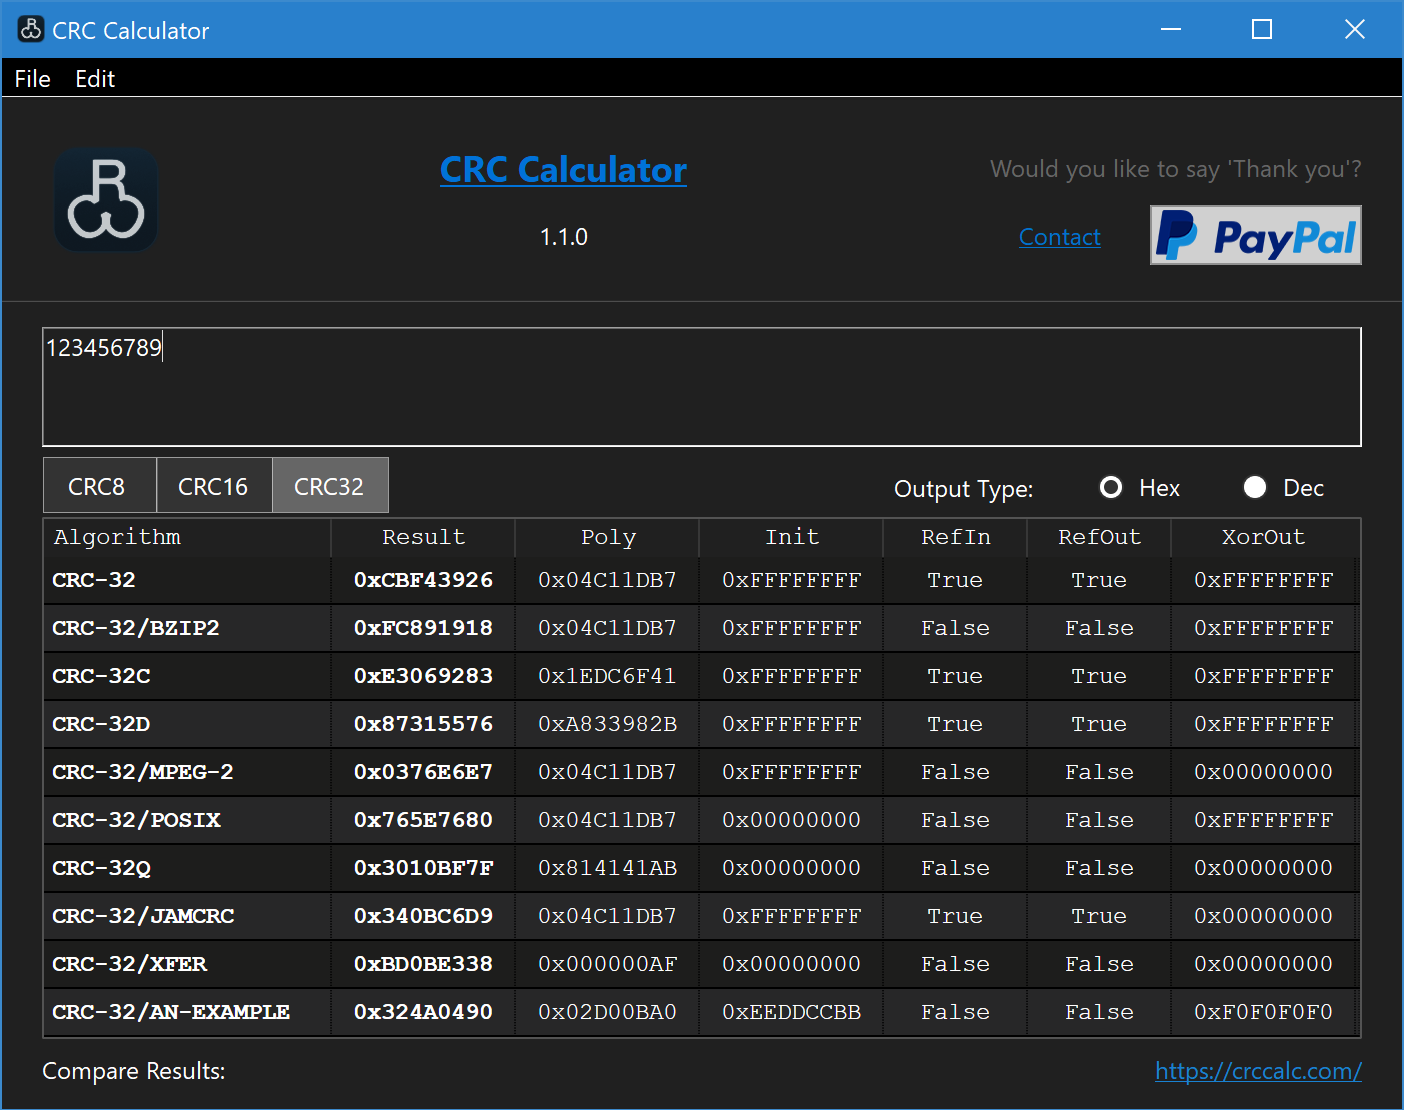 CRC Calculator
File Edit
CRC Calculator
Would you like to say 'Thank you'?
1.1.0
Contact
PayPal
123456789
CRC8 CRC16 CRC32 Output Type: Hex Dec
Algorithm Result Poly Init RefIn RefOut XorOut
CRC-32 0xCBF43926 0x04C11DB7 0xFFFFFFFF True True 0xFFFFFFFF
CRC-32/BZIP2 0xFC891918 0x04C11DB7 0xFFFFFFFF False False 0xFFFFFFFF
CRC-32C 0xE3069283 0x1EDC6F41 0xFFFFFFFF True True 0xFFFFFFFF
CRC-32D 0x87315576 0xA833982B 0xFFFFFFFF True True 0xFFFFFFFF
CRC-32/MPEG-2 0x0376E6E7 0x04C11DB7 0xFFFFFFFF False False 0x00000000
CRC-32/POSIX 0x765E7680 0x04C11DB7 0x00000000 False False 0xFFFFFFFF
CRC-32Q 0x3010BF7F 0x814141AB 0x00000000 False False 0x00000000
CRC-32/JAMCRC 0x340BC6D9 0x04C11DB7 0xFFFFFFFF True True 0x00000000
CRC-32/XFER 0xBD0BE338 0x000000AF 0x00000000 False False 0x00000000
CRC-32/AN-EXAMPLE 0x324A0490 0x02D00BA0 0xEEDDCCBB False False 0xF0F0F0F0
Compare Results: https://crccalc.com/